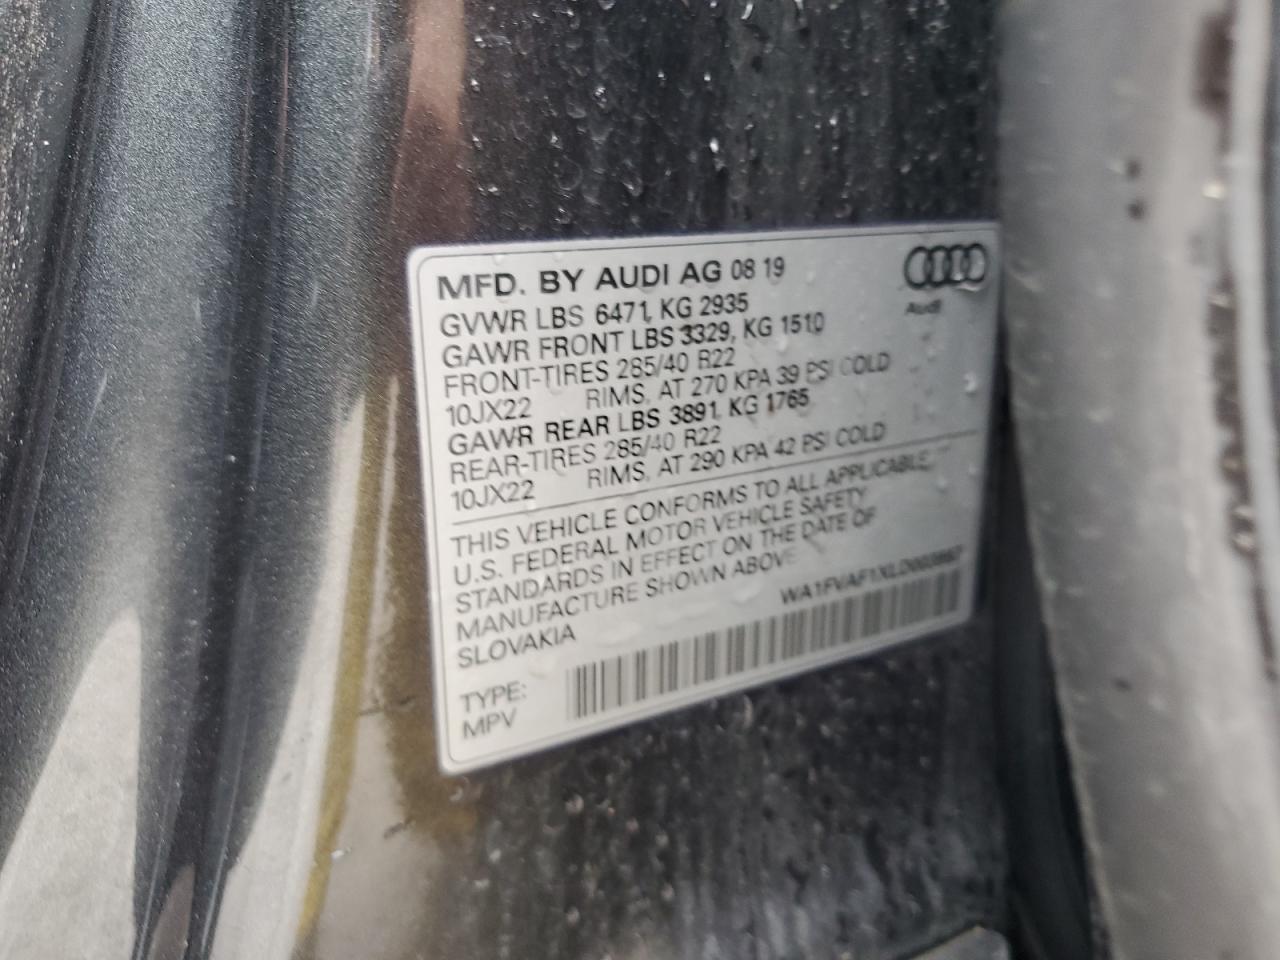 MFD. BY AUDI AG 08 19
Audi
GVWR LBS 6471, KG 2935
GAWR FRONT LBS 3329, KG 1510
FRONT-TIRES 285/40 R22
10JX22 RIMS, AT 270 KPA 39 PSI COLD
GAWR REAR LBS 3891, KG 1765
REAR-TIRES 285/40 R22
10JX22 RIMS, AT 290 KPA 42 PSI COLD
THIS VEHICLE CONFORMS TO ALL APPLICABLE
U.S. FEDERAL MOTOR VEHICLE SAFETY
STANDARDS IN EFFECT ON THE DATE OF
MANUFACTURE SHOWN ABOVE
SLOVAKIA
TYPE:
MPV